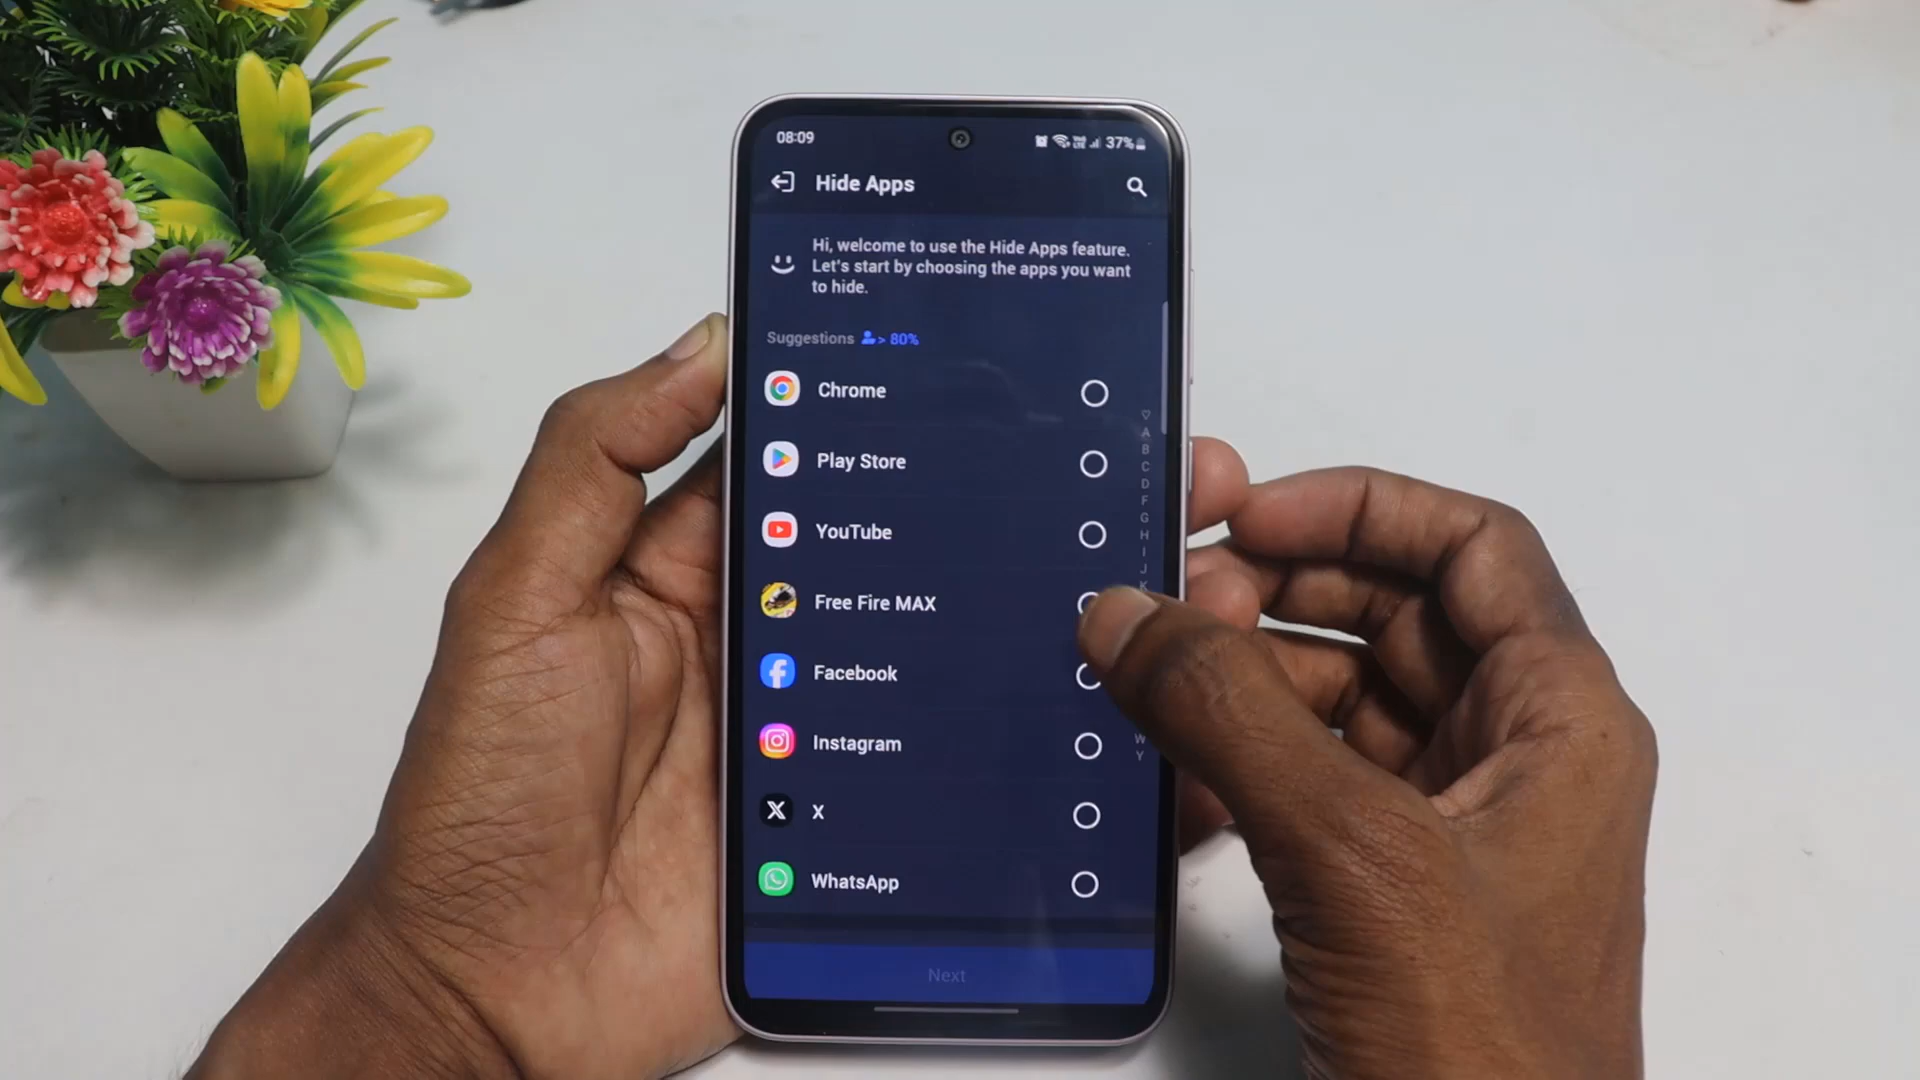 08:09
37%
Hide Apps
Hi, welcome to use the Hide Apps feature.
Let's start by choosing the apps you want
to hide.
Suggestions > 80%
Chrome
Play Store
YouTube
Free Fire MAX
Facebook
Instagram
X
WhatsApp
A
B
C
D
F
G
H
I
J
K
W
Y
Next